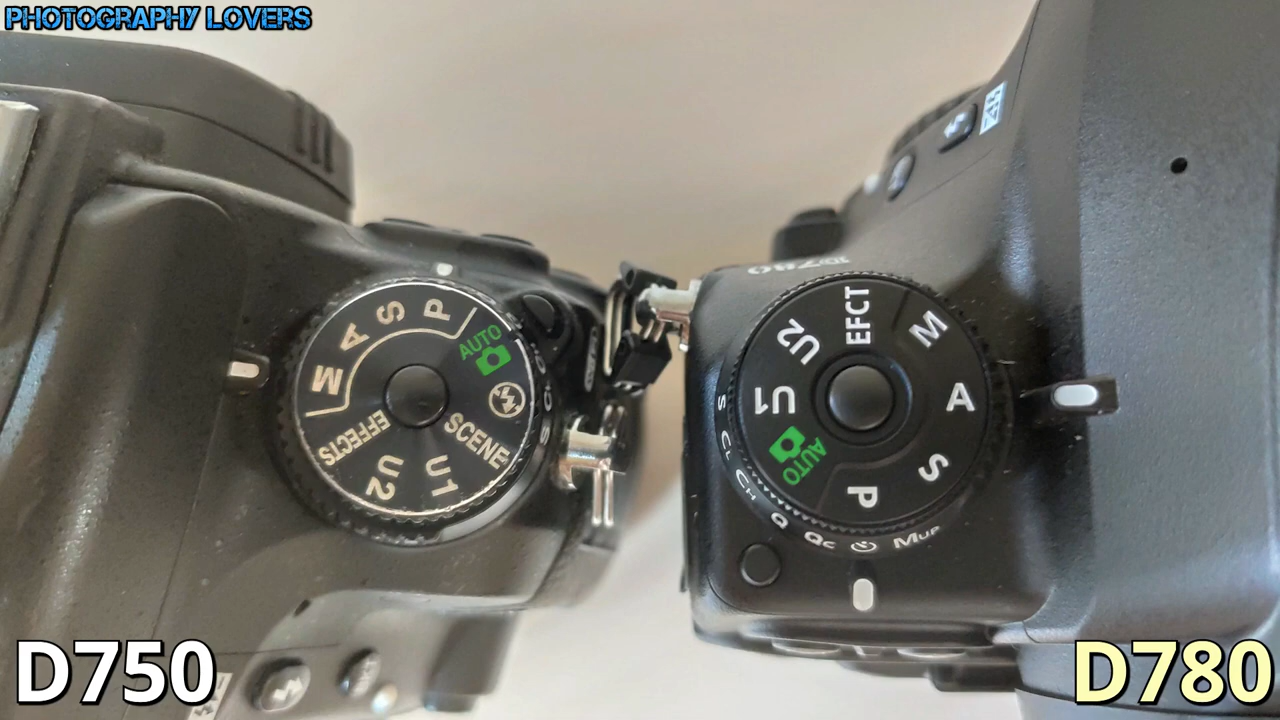 PHOTOGRAPHY LOVERS
P
S
A
M
AUTO
SCENE
U1
U2
EFFECTS
D780
EFCT
M
A
S
P
AUTO
U1
U2
S
CL
CH
Q
Qc
MUP
D750
D780